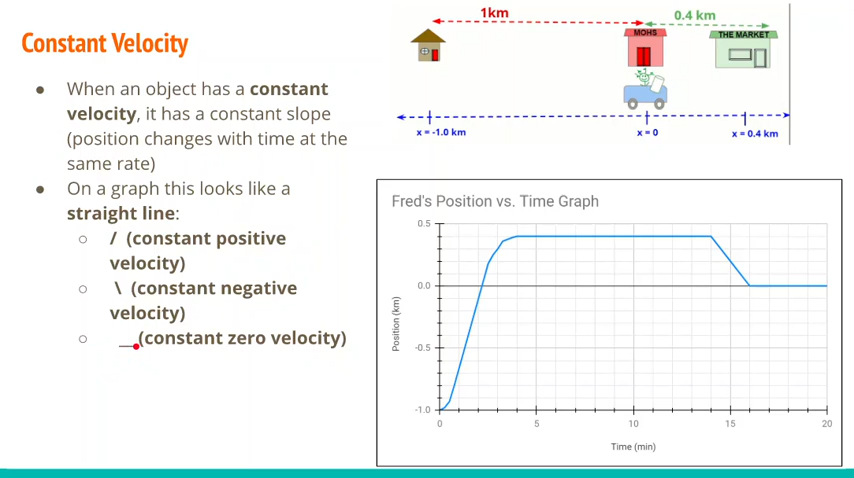 Constant Velocity
● When an object has a constant
velocity, it has a constant slope
(position changes with time at the
same rate)
● On a graph this looks like a
straight line:
○ / (constant positive
velocity)
○ \ (constant negative
velocity)
○ __(constant zero velocity)
1km
0.4 km
MOHS
THE MARKET
x = -1.0 km
x = 0
x = 0.4 km
Fred's Position vs. Time Graph
Position (km)
0.5
0.0
-0.5
-1.0
0 5 10 15 20
Time (min)